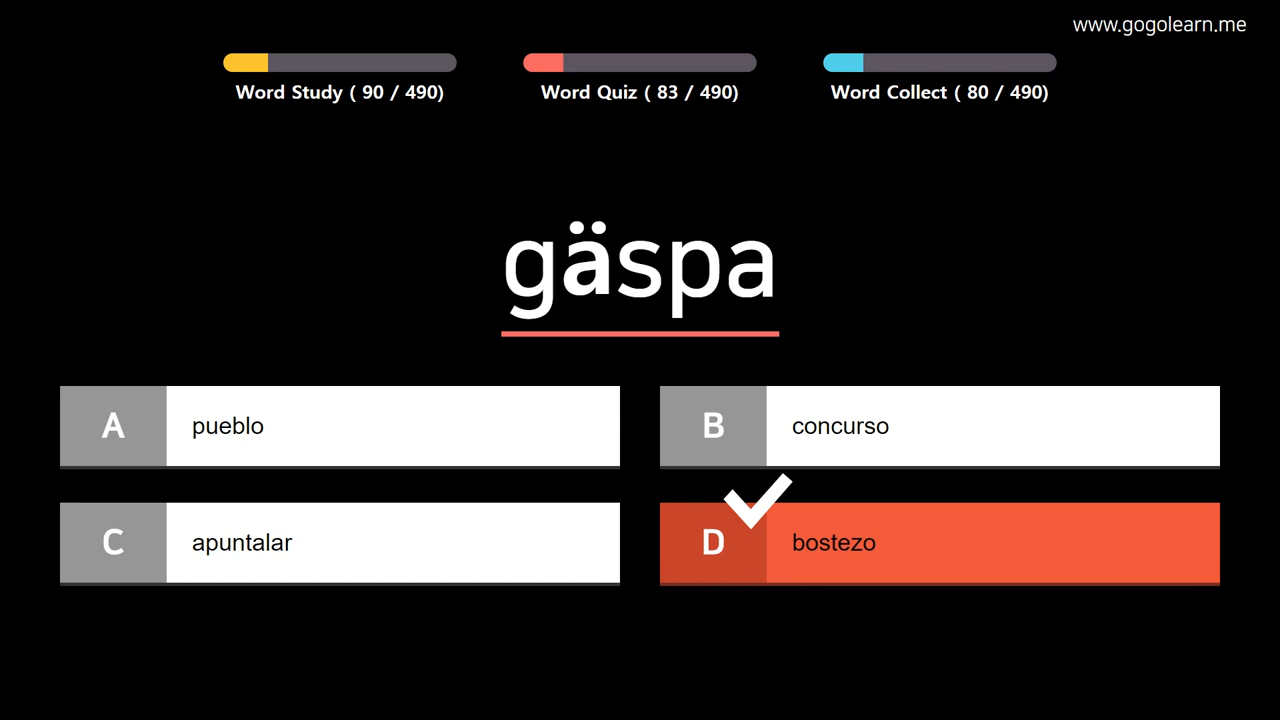 www.gogolearn.me
Word Study ( 90 / 490)
Word Quiz ( 83 / 490)
Word Collect ( 80 / 490)
gäspa
A pueblo
B concurso
C apuntalar
D bostezo